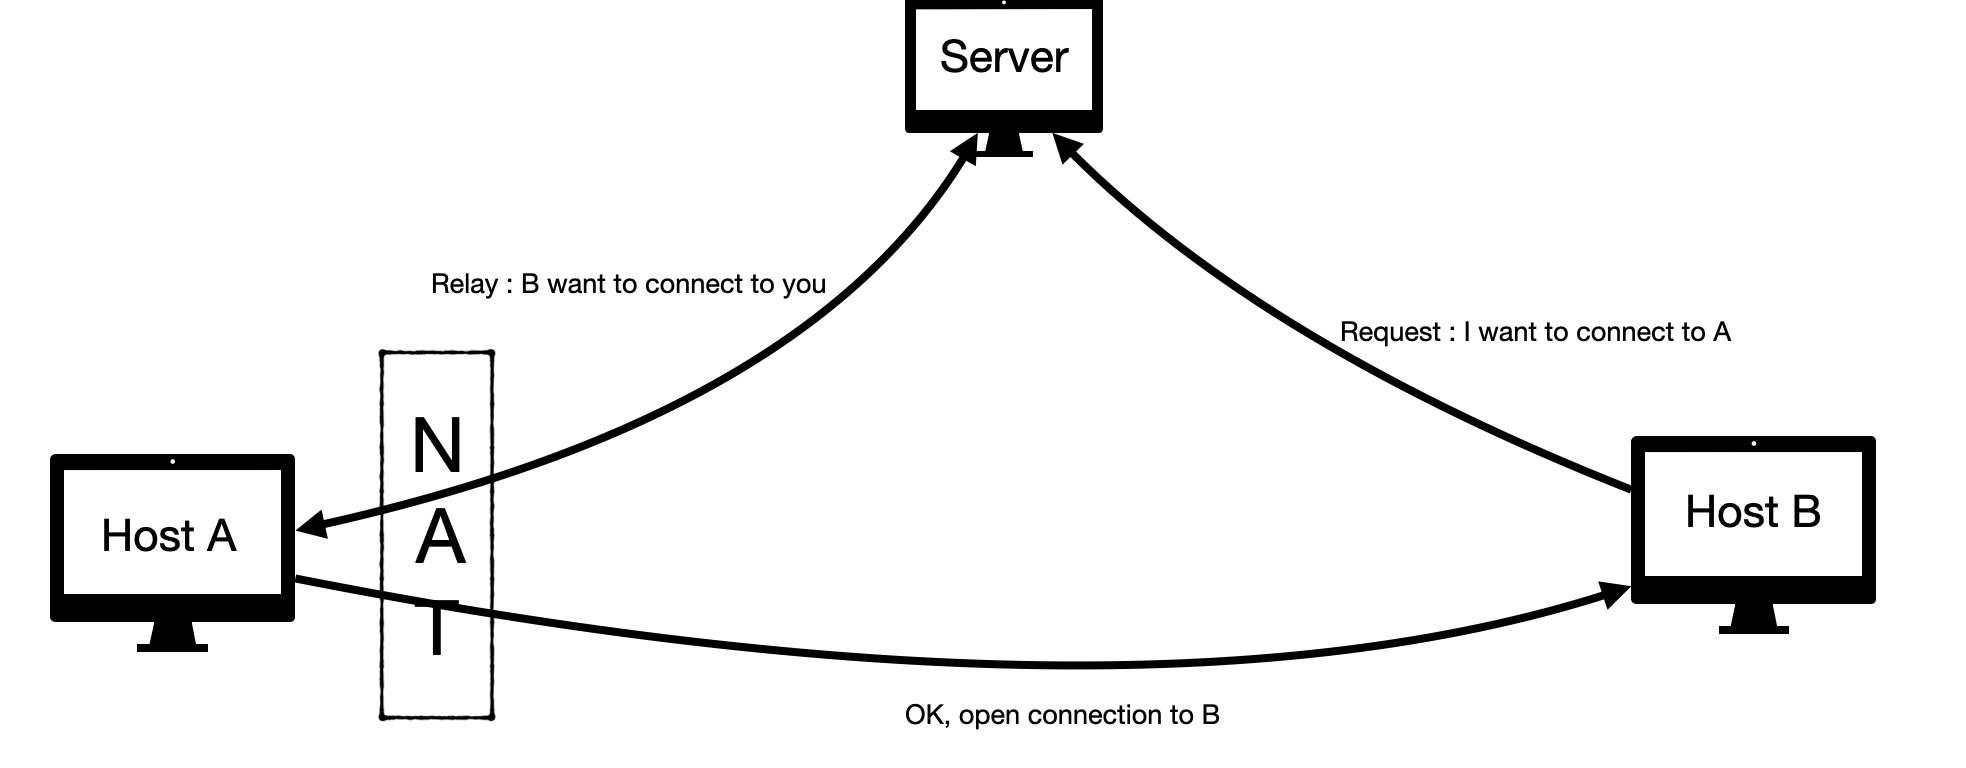 Server
Relay : B want to connect to you
Request : I want to connect to A
N
A
T
Host A
Host B
OK, open connection to B